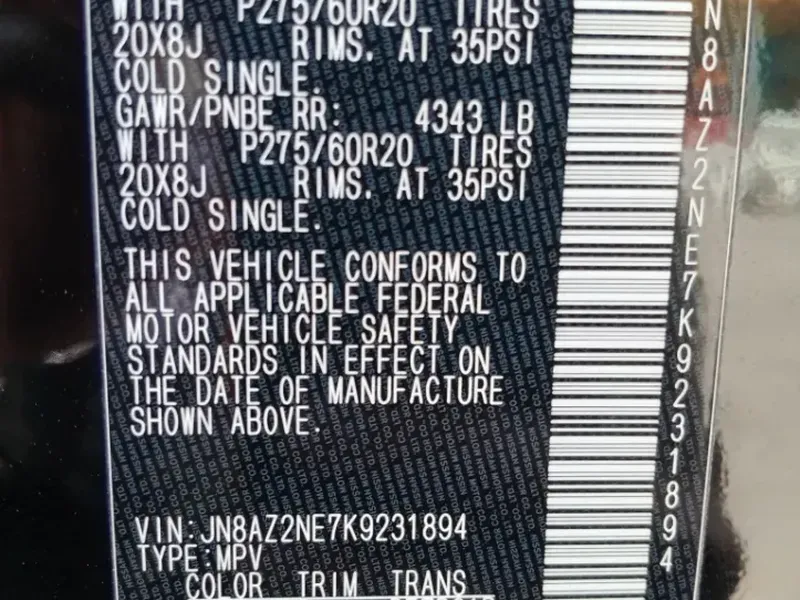 WITH P275/60R20 TIRES
20X8J RIMS. AT 35PSI
COLD SINGLE.
GAWR/PNBE RR: 4343 LB
WITH P275/60R20 TIRES
20X8J RIMS. AT 35PSI
COLD SINGLE.
THIS VEHICLE CONFORMS TO
ALL APPLICABLE FEDERAL
MOTOR VEHICLE SAFETY
STANDARDS IN EFFECT ON
THE DATE OF MANUFACTURE
SHOWN ABOVE.
VIN:JN8AZ2NE7K9231894
TYPE:MPV
COLOR TRIM TRANS
N8AZ2NE7K9231894